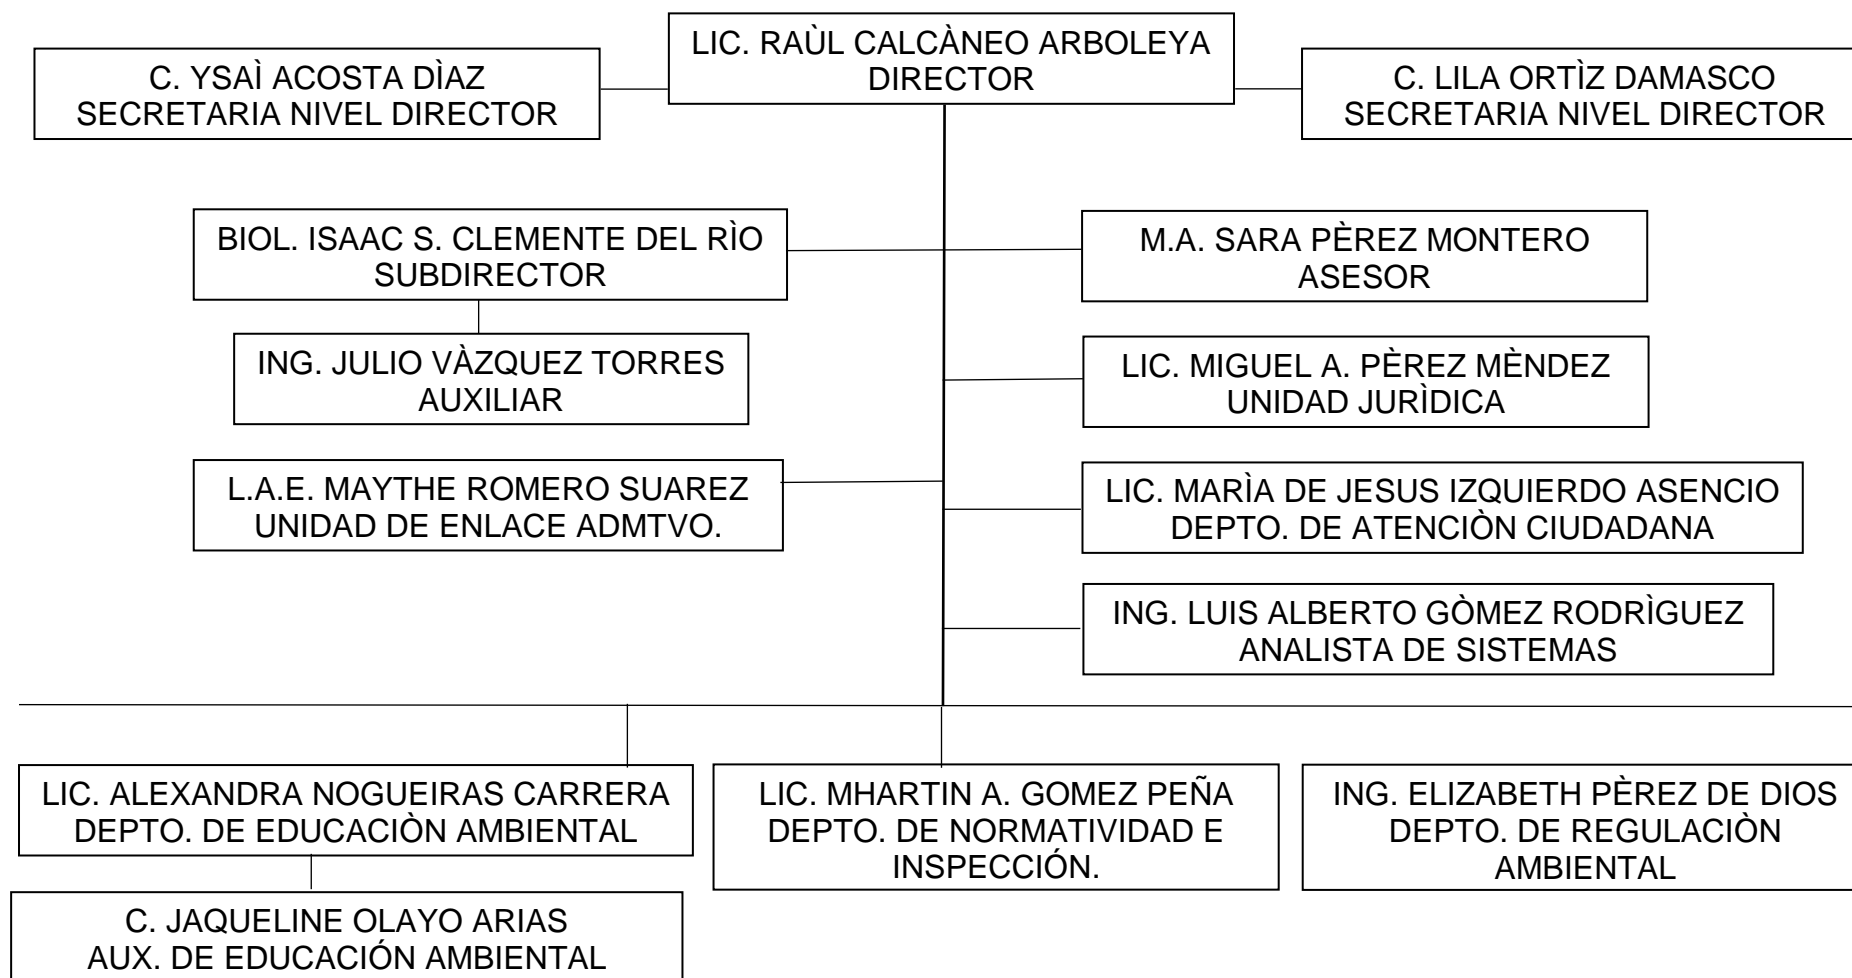 LIC. RAÙL CALCÀNEO ARBOLEYA
DIRECTOR
C. YSAÌ ACOSTA DÌAZ
SECRETARIA NIVEL DIRECTOR
C. LILA ORTÌZ DAMASCO
SECRETARIA NIVEL DIRECTOR
BIOL. ISAAC S. CLEMENTE DEL RÌO
SUBDIRECTOR
M.A. SARA PÈREZ MONTERO
ASESOR
ING. JULIO VÀZQUEZ TORRES
AUXILIAR
LIC. MIGUEL A. PÈREZ MÈNDEZ
UNIDAD JURÌDICA
L.A.E. MAYTHE ROMERO SUAREZ
UNIDAD DE ENLACE ADMTVO.
LIC. MARÌA DE JESUS IZQUIERDO ASENCIO
DEPTO. DE ATENCIÒN CIUDADANA
ING. LUIS ALBERTO GÒMEZ RODRÌGUEZ
ANALISTA DE SISTEMAS
LIC. ALEXANDRA NOGUEIRAS CARRERA
DEPTO. DE EDUCACIÒN AMBIENTAL
LIC. MHARTIN A. GOMEZ PEÑA
DEPTO. DE NORMATIVIDAD E
INSPECCIÓN.
ING. ELIZABETH PÈREZ DE DIOS
DEPTO. DE REGULACIÒN
AMBIENTAL
C. JAQUELINE OLAYO ARIAS
AUX. DE EDUCACIÓN AMBIENTAL